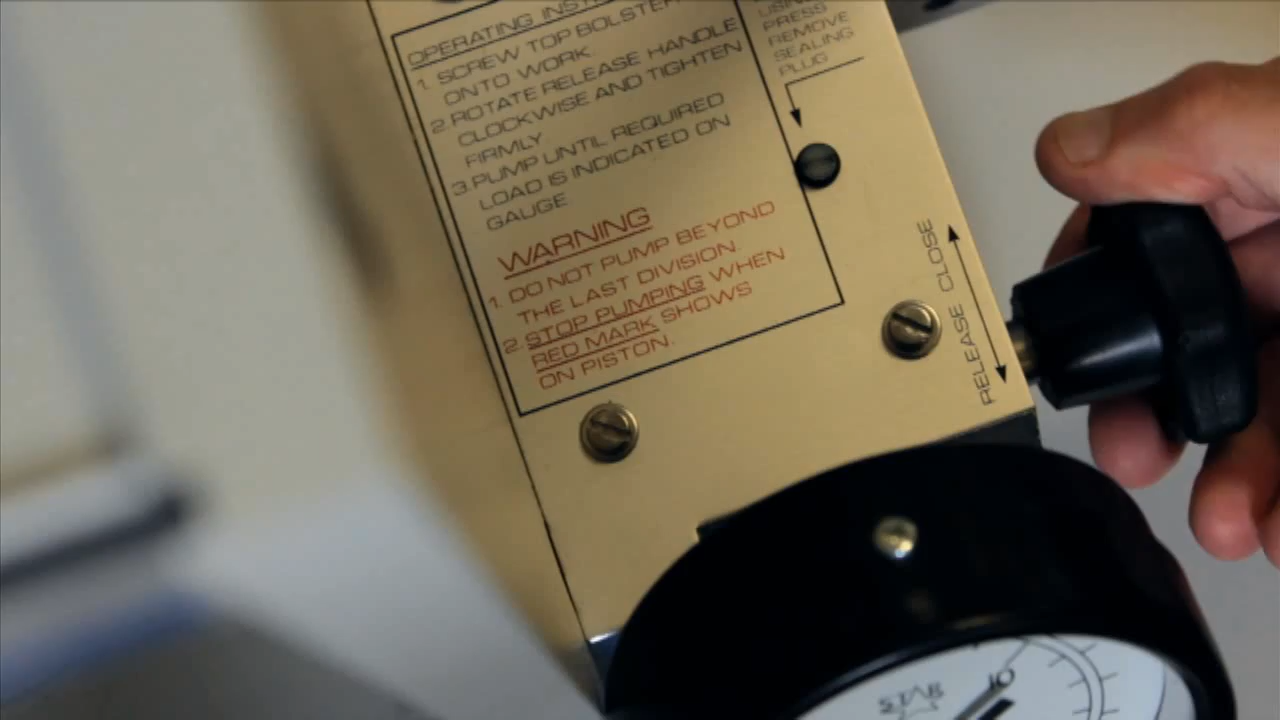 OPERATING
1. SCREW TOP BOLSTER
ONTO WORK.
2. ROTATE RELEASE HANDLE
CLOCKWISE AND TIGHTEN
FIRMLY
3. PUMP UNTIL REQUIRED
LOAD IS INDICATED ON
GAUGE
WARNING
1. DO NOT PUMP BEYOND
THE LAST DIVISION
2. STOP PUMPING WHEN
RED MARK SHOWS
ON PISTON.
USING
PRESS
REMOVE
SEALING
PLUG
RELEASE CLOSE
STAR
10